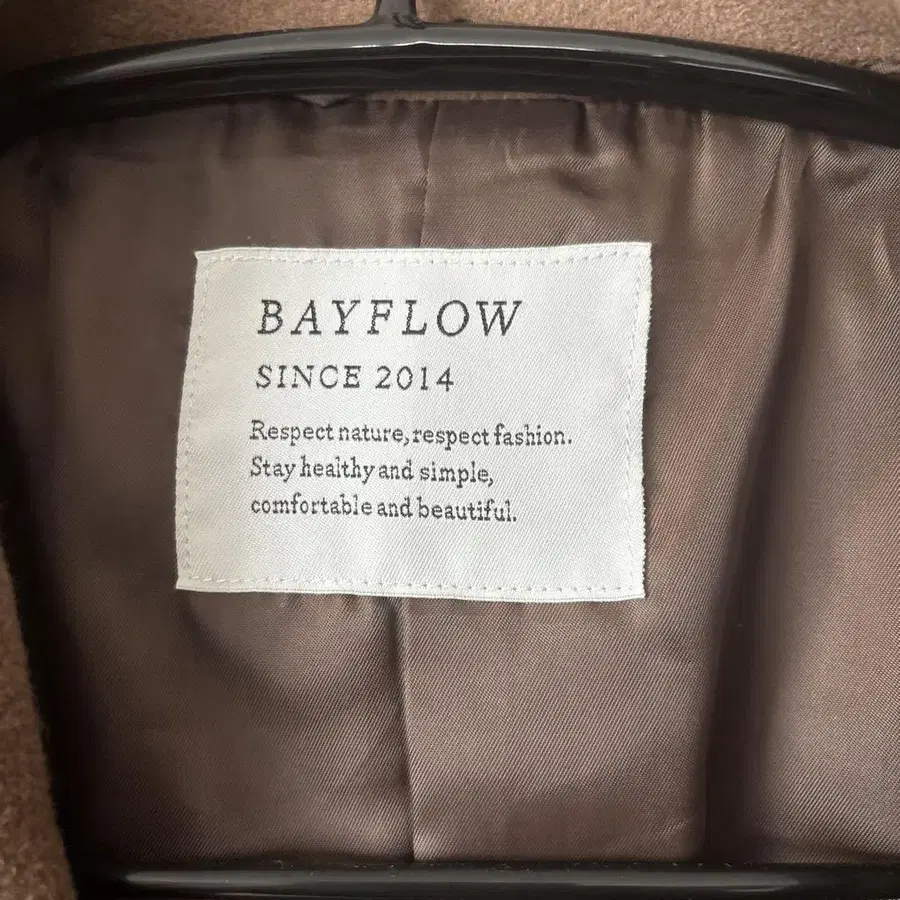 BAYFLOW
SINCE 2014
Respect nature, respect fashion.
Stay healthy and simple,
comfortable and beautiful.